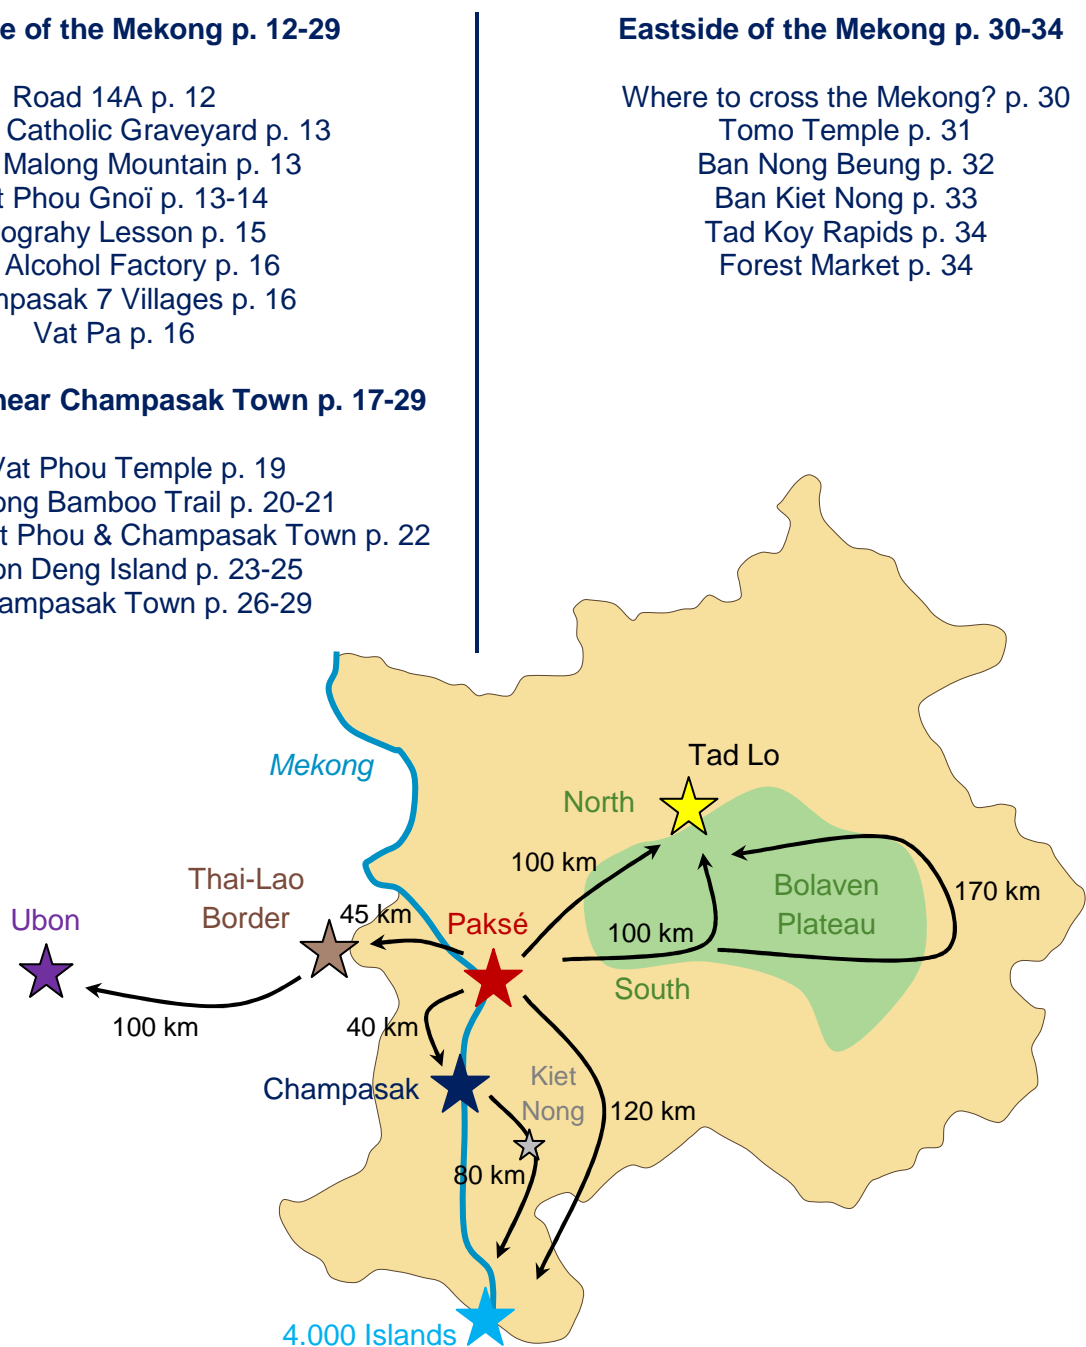 e of the Mekong p. 12-29
Road 14A p. 12
Catholic Graveyard p. 13
Malong Mountain p. 13
t Phou Gnoï p. 13-14
ograhy Lesson p. 15
Alcohol Factory p. 16
mpasak 7 Villages p. 16
Vat Pa p. 16
near Champasak Town p. 17-29
Vat Phou Temple p. 19
ong Bamboo Trail p. 20-21
t Phou & Champasak Town p. 22
on Deng Island p. 23-25
ampasak Town p. 26-29
Eastside of the Mekong p. 30-34
Where to cross the Mekong? p. 30
Tomo Temple p. 31
Ban Nong Beung p. 32
Ban Kiet Nong p. 33
Tad Koy Rapids p. 34
Forest Market p. 34
Mekong
Tad Lo
North
100 km
Thai-Lao
Border
45 km
Paksé
Bolaven
Plateau
170 km
Ubon
100 km
South
100 km
40 km
Champasak
Kiet
Nong
120 km
80 km
4.000 Islands